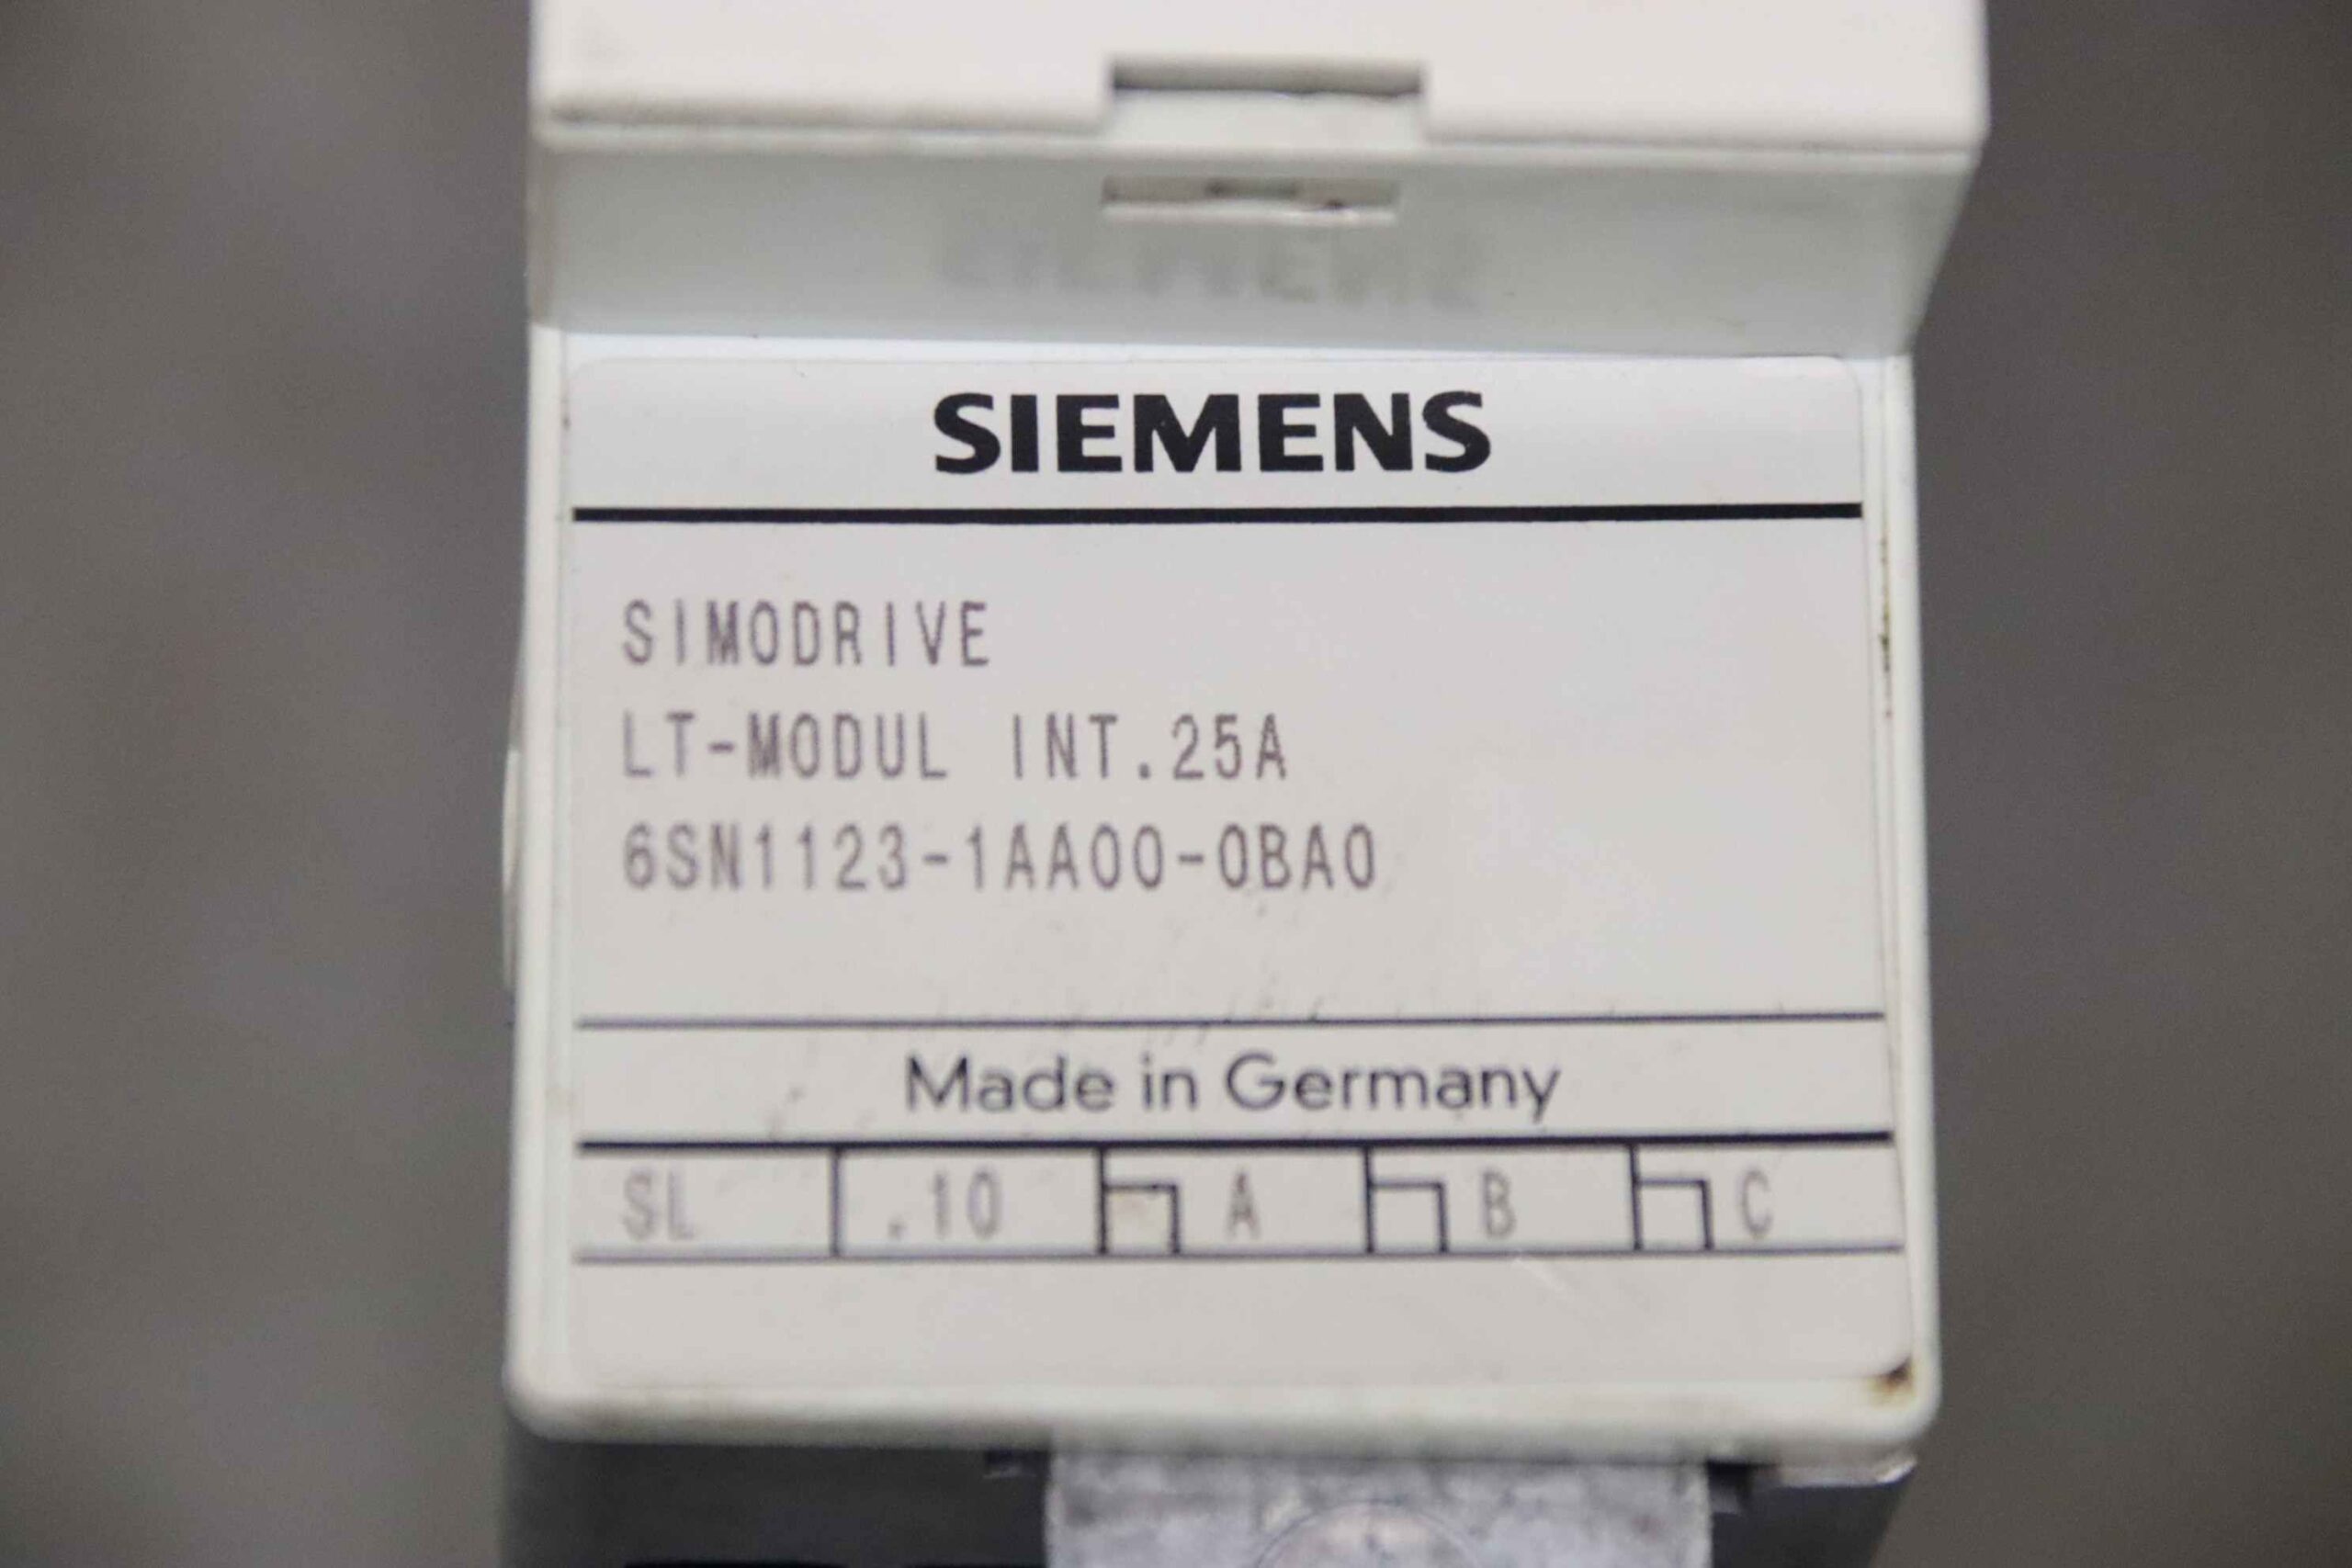 SIEMENS
SIMODRIVE
LT-MODUL INT.25A
6SN1123-1AA00-0BA0
Made in Germany
SL .10 A B C